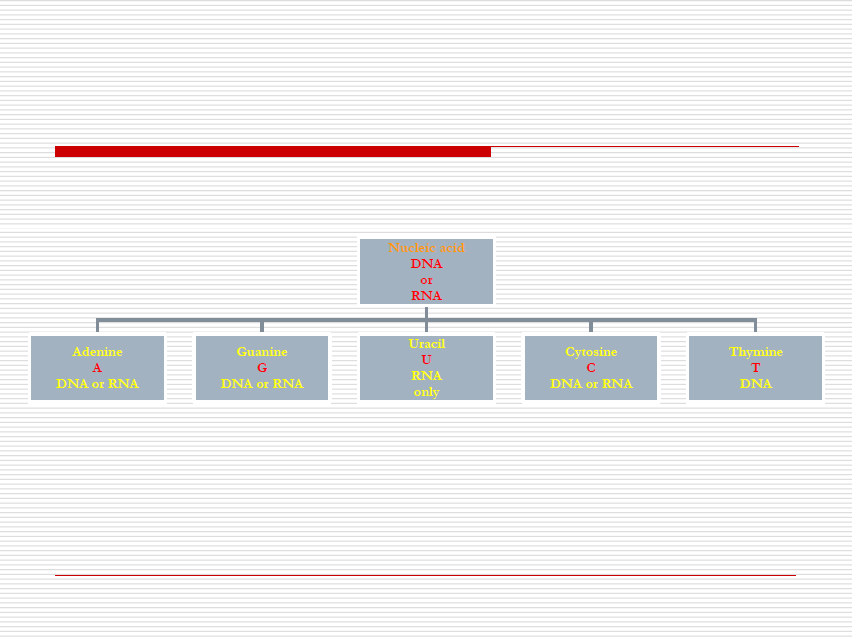 Nucleic acid
DNA
or
RNA
Adenine
A
DNA or RNA
Guanine
G
DNA or RNA
Uracil
U
RNA
only
Cytosine
C
DNA or RNA
Thymine
T
DNA